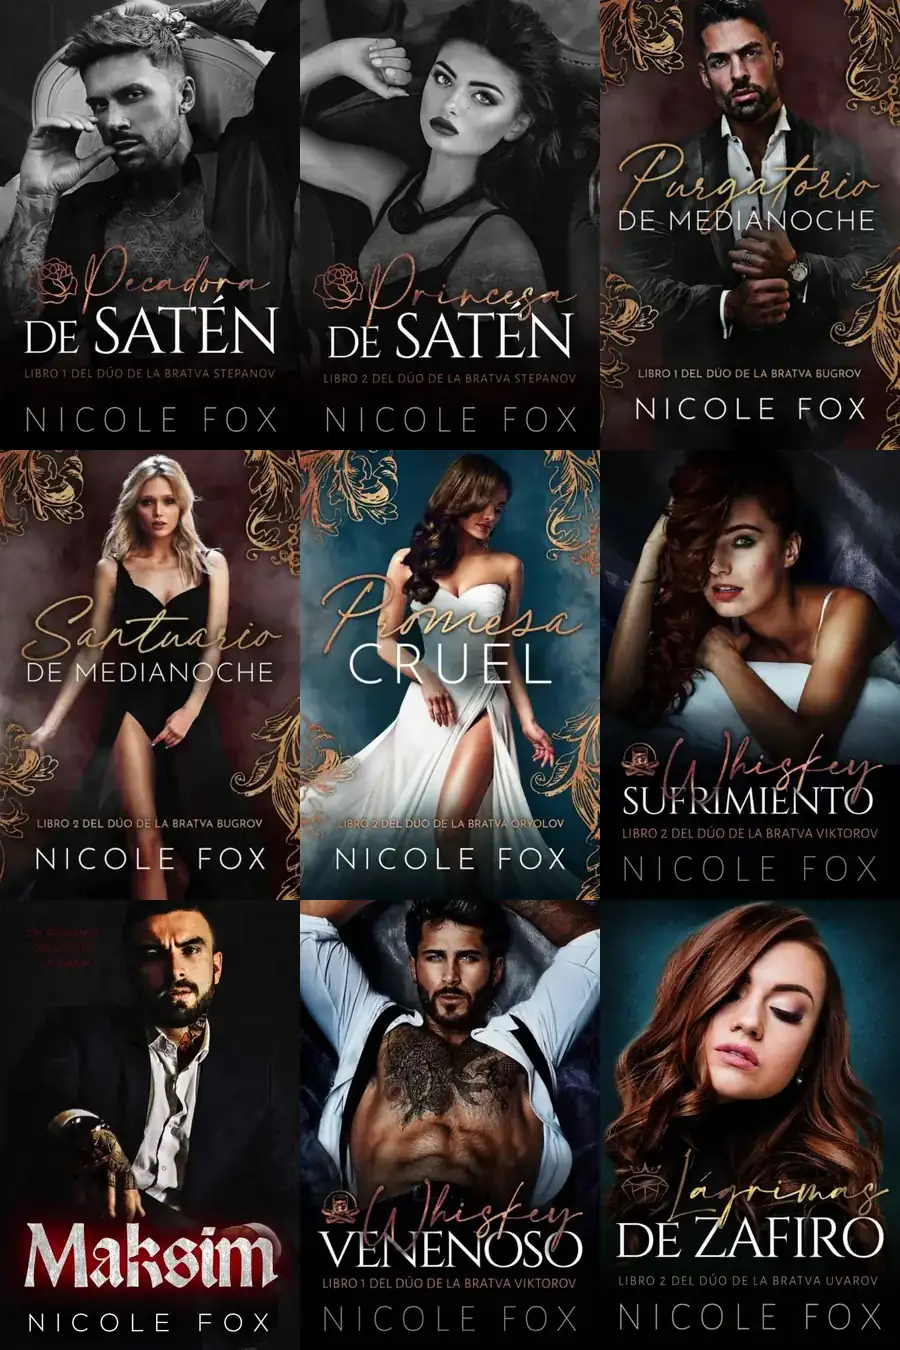 Pecadora
DE SATÉN
LIBRO 1 DEL DÚO DE LA BRATVA STEPANOV
NICOLE FOX
Princesa
DE SATÉN
LIBRO 2 DEL DÚO DE LA BRATVA STEPANOV
NICOLE FOX
Purgatorio
DE MEDIANOCHE
LIBRO 1 DEL DÚO DE LA BRATVA BUGROV
NICOLE FOX
Santuario
DE MEDIANOCHE
LIBRO 2 DEL DÚO DE LA BRATVA BUGROV
NICOLE FOX
Promesa
CRUEL
LIBRO 2 DEL DÚO DE LA BRATVA ORYOLOV
NICOLE FOX
Whiskey
SUFRIMIENTO
LIBRO 2 DEL DÚO DE LA BRATVA VIKTOROV
NICOLE FOX
UN ROMANCE
LA MAFIA
Maksim
NICOLE FOX
Whiskey
VENENOSO
LIBRO 1 DEL DÚO DE LA BRATVA VIKTOROV
NICOLE FOX
Lágrimas
DE ZAFIRO
LIBRO 2 DEL DÚO DE LA BRATVA UVAROV
NICOLE FOX